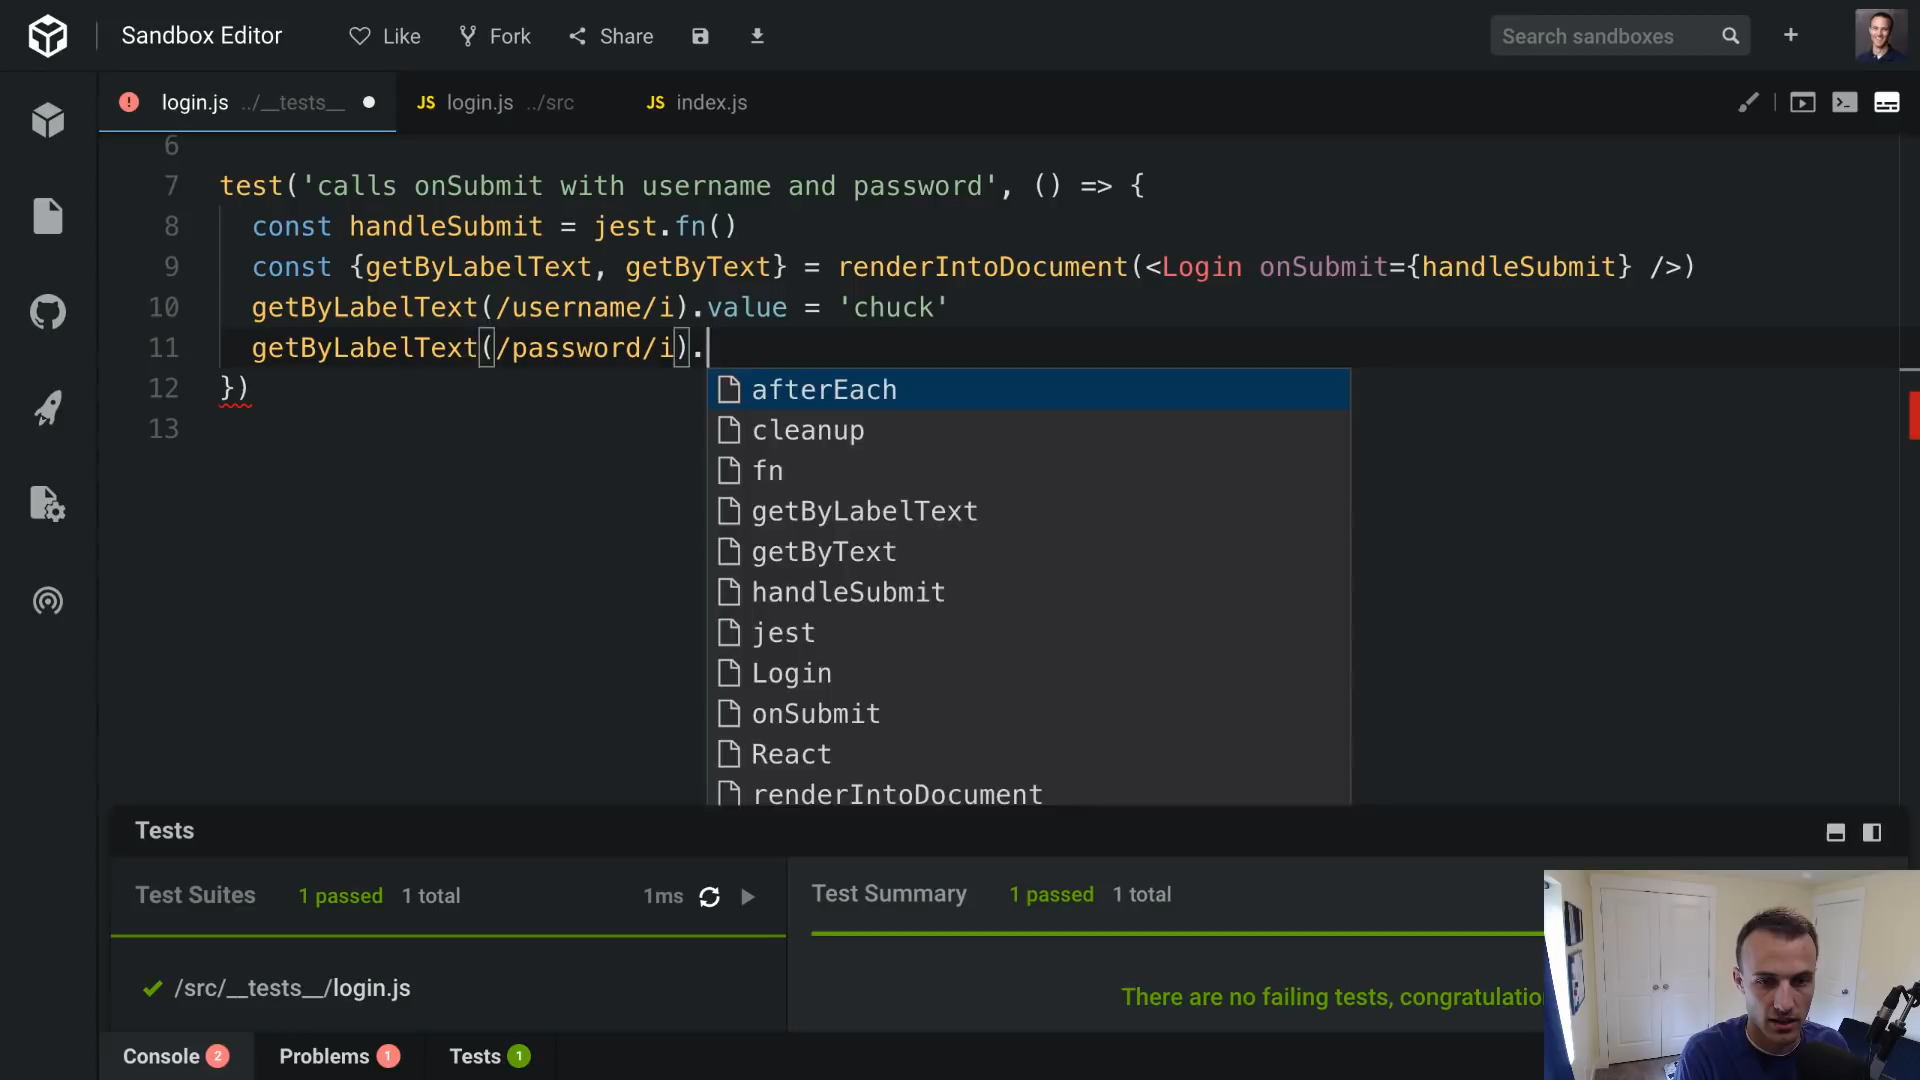 Sandbox Editor Like Fork Share Search sandboxes +
! login.js ../__tests__ JS login.js ../src JS index.js
6
7 test('calls onSubmit with username and password', () => {
8 const handleSubmit = jest.fn()
9 const {getByLabelText, getByText} = renderIntoDocument(<Login onSubmit={handleSubmit} />)
10 getByLabelText(/username/i).value = 'chuck'
11 getByLabelText(/password/i).
12 })
13
afterEach
cleanup
fn
getByLabelText
getByText
handleSubmit
jest
Login
onSubmit
React
renderIntoDocument
Tests
Test Suites 1 passed 1 total 1ms
Test Summary 1 passed 1 total
/src/__tests__/login.js
There are no failing tests, congratulatio
Console 2 Problems 1 Tests 1